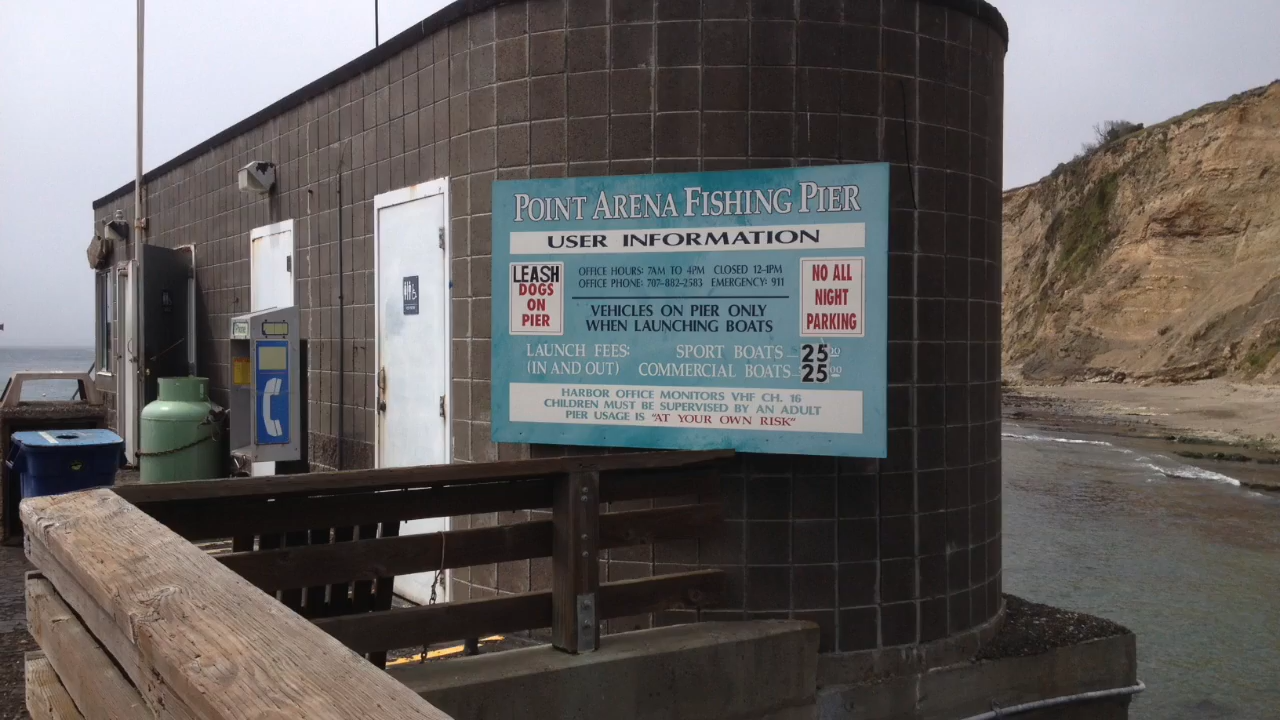 POINT ARENA FISHING PIER
USER INFORMATION
LEASH
DOGS
ON
PIER
OFFICE HOURS: 7AM TO 4PM CLOSED 12-1PM
OFFICE PHONE: 707-882-2583 EMERGENCY: 911
VEHICLES ON PIER ONLY
WHEN LAUNCHING BOATS
NO ALL
NIGHT
PARKING
LAUNCH FEES: SPORT BOATS 25.00
(IN AND OUT) COMMERCIAL BOATS 25.00
HARBOR OFFICE MONITORS VHF CH. 16
CHILDREN MUST BE SUPERVISED BY AN ADULT
PIER USAGE IS "AT YOUR OWN RISK"
Phone